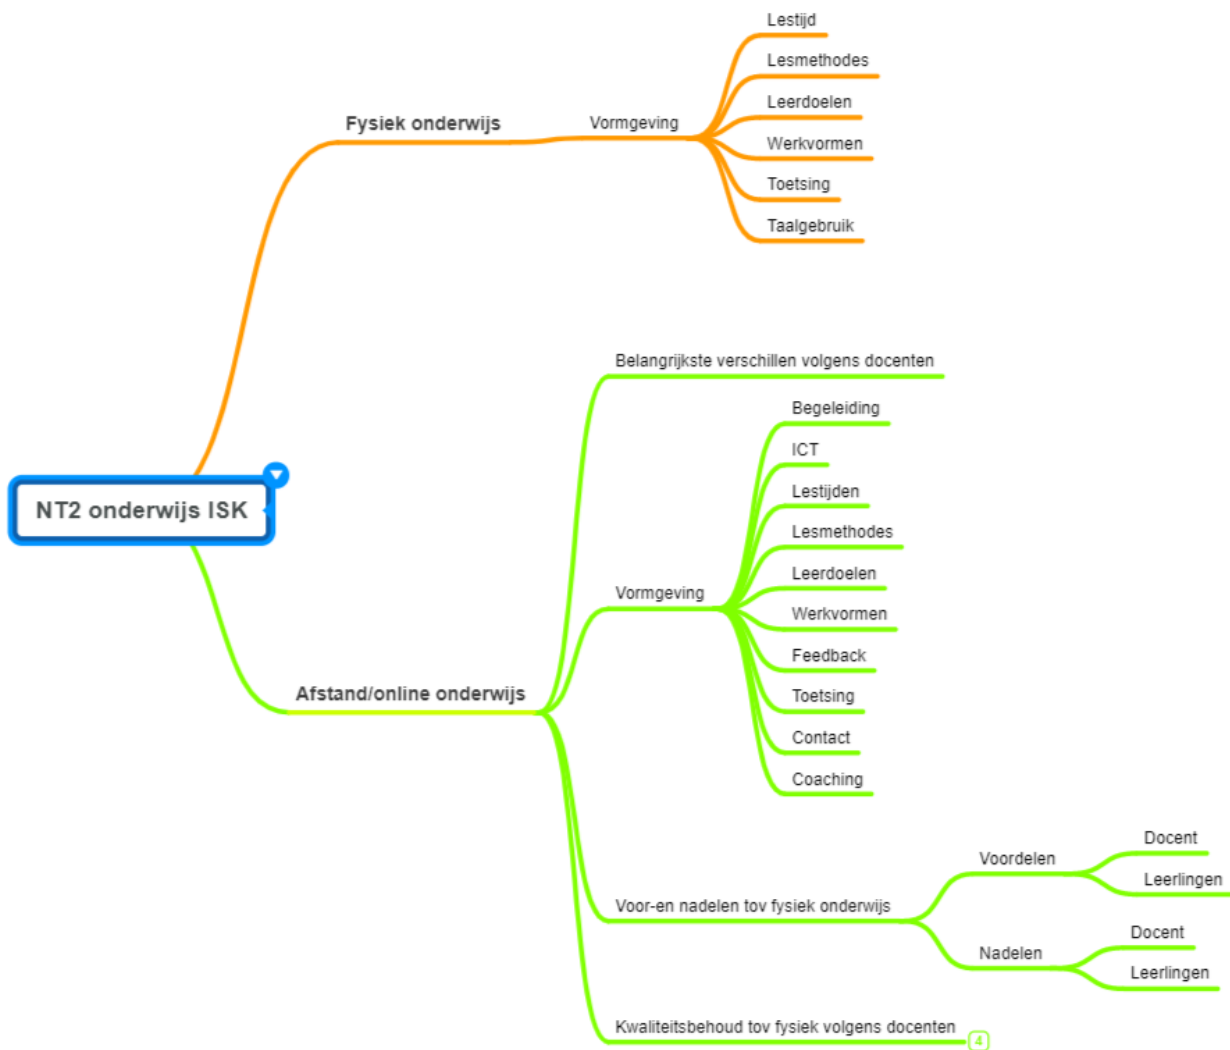 NT2 onderwijs ISK
Fysiek onderwijs
Vormgeving
Lestijd
Lesmethodes
Leerdoelen
Werkvormen
Toetsing
Taalgebruik
Afstand/online onderwijs
Belangrijkste verschillen volgens docenten
Vormgeving
Begeleiding
ICT
Lestijden
Lesmethodes
Leerdoelen
Werkvormen
Feedback
Toetsing
Contact
Coaching
Voor-en nadelen tov fysiek onderwijs
Voordelen
Docent
Leerlingen
Nadelen
Docent
Leerlingen
Kwaliteitsbehoud tov fysiek volgens docenten
4